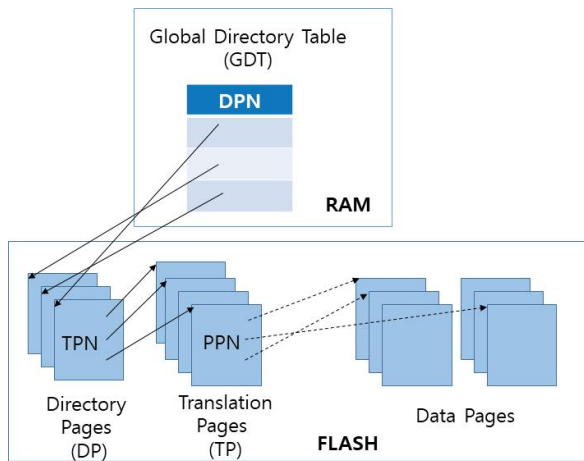 Global Directory Table
(GDT)
DPN
RAM
TPN
PPN
Directory
Pages
(DP)
Translation
Pages
(TP)
Data Pages
FLASH